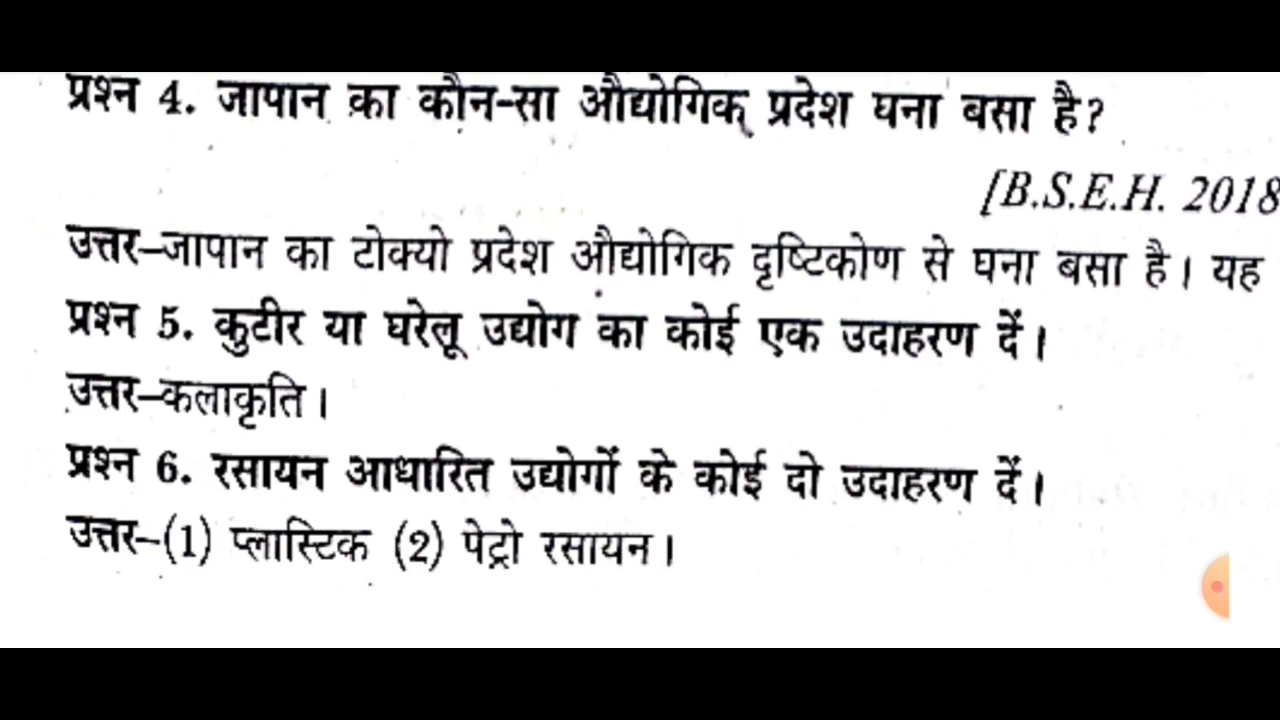 प्रश्न 4. जापान का कौन-सा औद्योगिक प्रदेश घना बसा है?
[B.S.E.H. 2018
उत्तर–जापान का टोक्यो प्रदेश औद्योगिक दृष्टिकोण से घना बसा है। यह
प्रश्न 5. कुटीर या घरेलू उद्योग का कोई एक उदाहरण दें।
उत्तर–कलाकृति।
प्रश्न 6. रसायन आधारित उद्योगों के कोई दो उदाहरण दें।
उत्तर–(1) प्लास्टिक (2) पेट्रो रसायन।